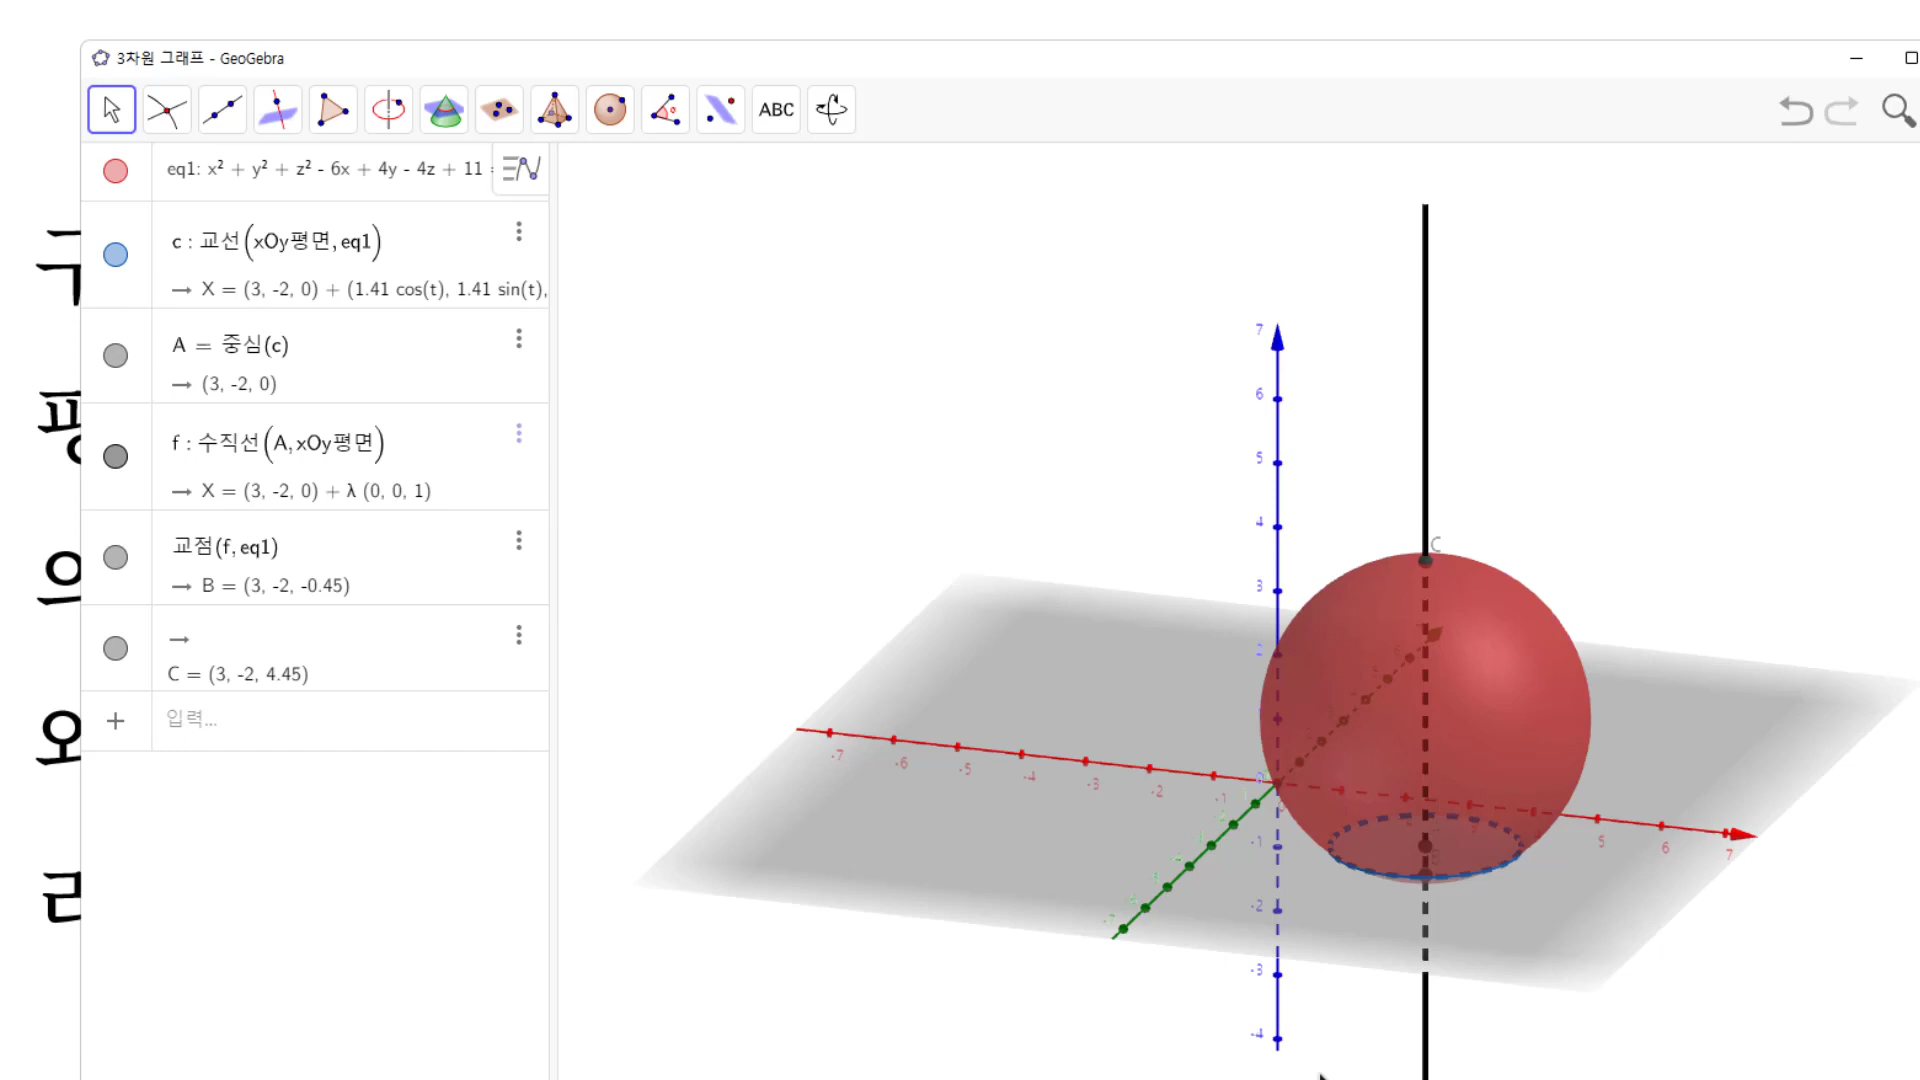 3차원 그래프 - GeoGebra
ABC
eq1: x² + y² + z² - 6x + 4y - 4z + 11
c : 교선(xOy평면, eq1)
→ X = (3, -2, 0) + (1.41 cos(t), 1.41 sin(t),
A = 중심(c)
→ (3, -2, 0)
f : 수직선(A, xOy평면)
→ X = (3, -2, 0) + λ (0, 0, 1)
교점(f, eq1)
→ B = (3, -2, -0.45)
→
C = (3, -2, 4.45)
+ 입력...
구
의
오
C
7
6
5
4
3
2
0
-1
-2
-3
-4
-7 -6 -5 -4 -3 -2 -1 5 6 7